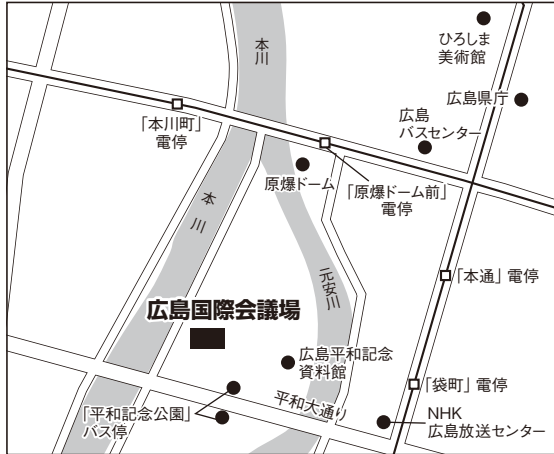 本川
ひろしま
美術館
広島県庁
広島
バスセンター
「本川町」
電停
原爆ドーム
「原爆ドーム前」
電停
本川
元安川
「本通」電停
広島国際会議場
広島平和記念
資料館
「袋町」電停
平和大通り
「平和記念公園」
バス停
NHK
広島放送センター